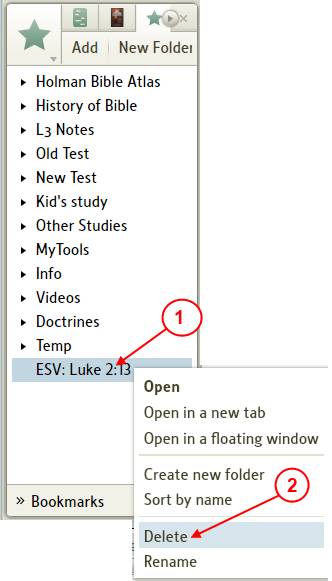 Add New Folder
Holman Bible Atlas
History of Bible
L3 Notes
Old Test
New Test
Kid's study
Other Studies
MyTools
Info
Videos
1
Doctrines
Temp
ESV: Luke 2:13
Open
Open in a new tab
Open in a floating window
Create new folder
2
Sort by name
» Bookmarks
Delete
Rename